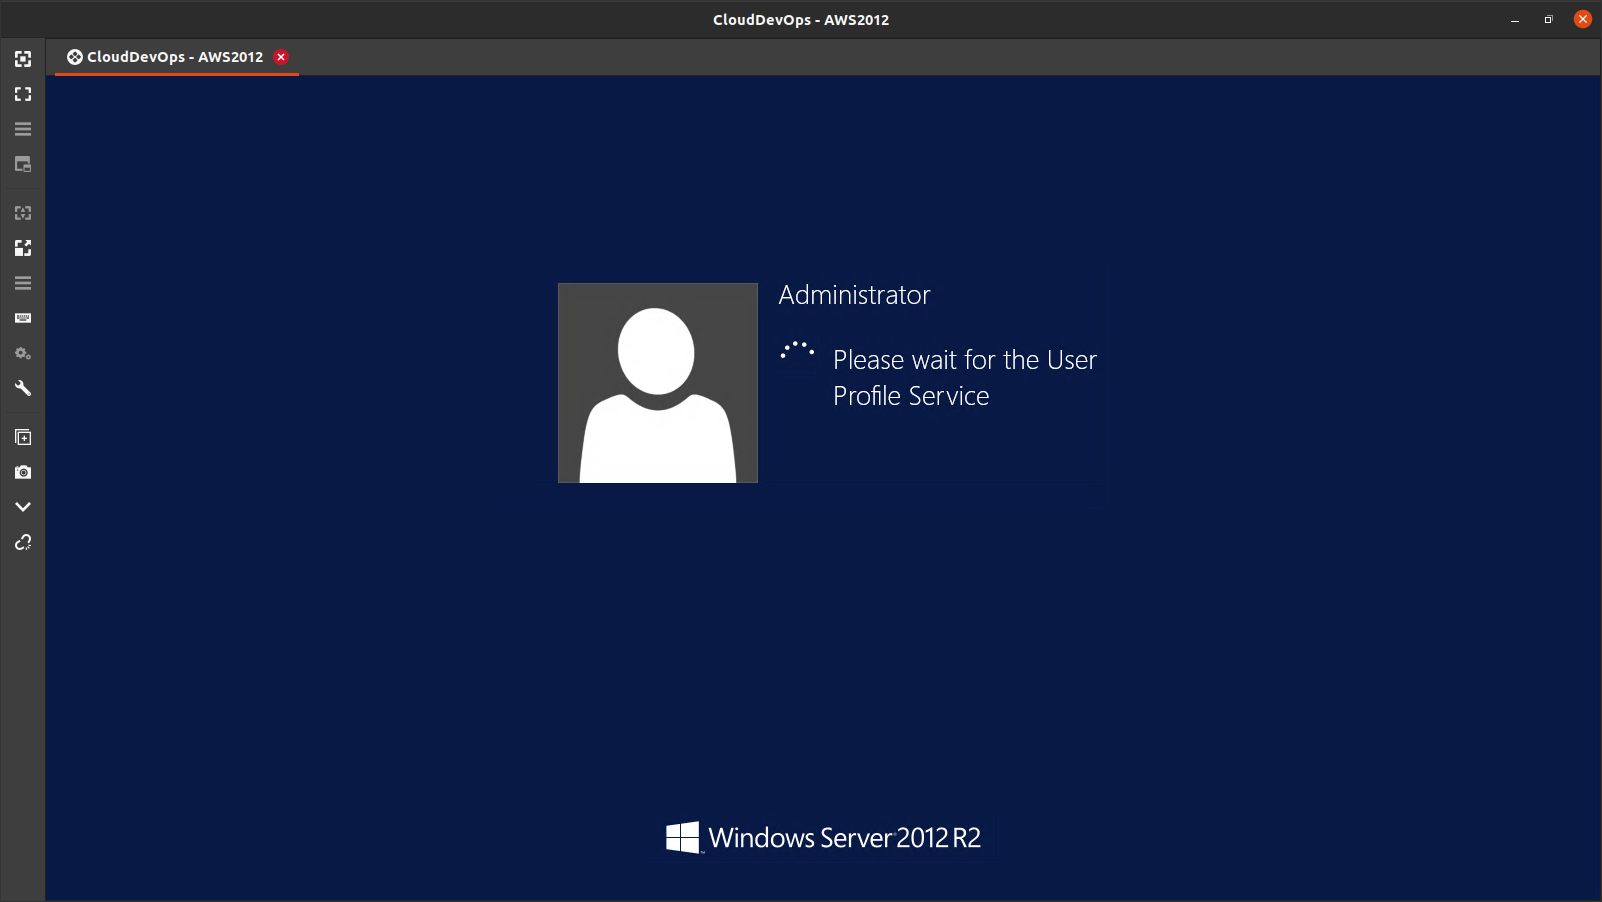 CloudDevOps - AWS2012
CloudDevOps - AWS2012
Administrator
Please wait for the User
Profile Service
Windows Server 2012 R2